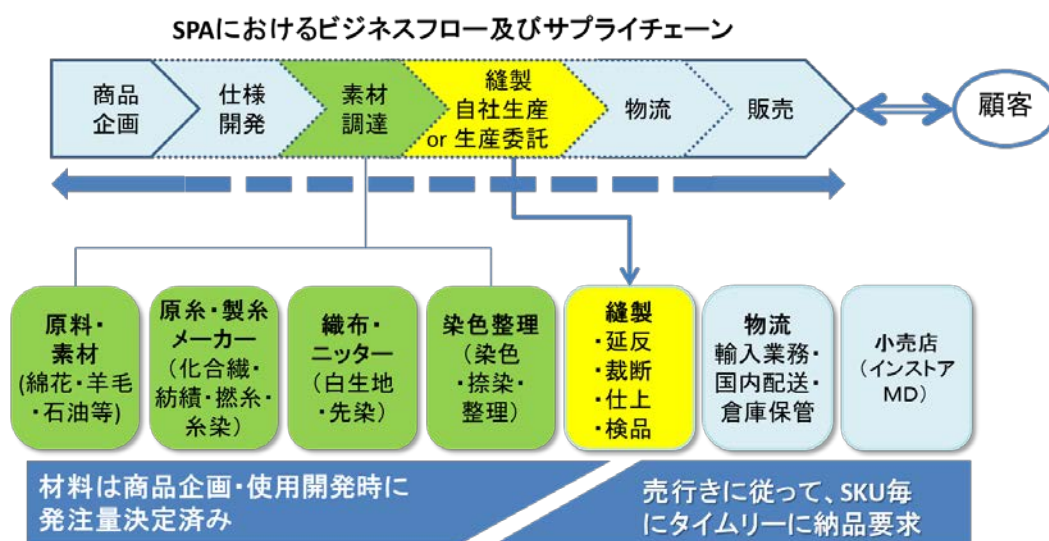 SPAにおけるビジネスフロー及びサプライチェーン
商品
企画
仕様
開発
素材
調達
縫製
自社生産
or 生産委託
物流
販売
顧客
原料・
素材
(綿花・羊毛
・石油等)
原糸・製糸
メーカー
（化合繊・
紡績・撚糸・
糸染）
織布・
ニッター
（白生地
・先染）
染色整理
（染色
・捺染・
整理）
縫製
・延反
・裁断
・仕上
・検品
物流
輸入業務・
国内配送・
倉庫保管
小売店
（インストア
MD）
材料は商品企画・使用開発時に
発注量決定済み
売行きに従って、SKU毎
にタイムリーに納品要求